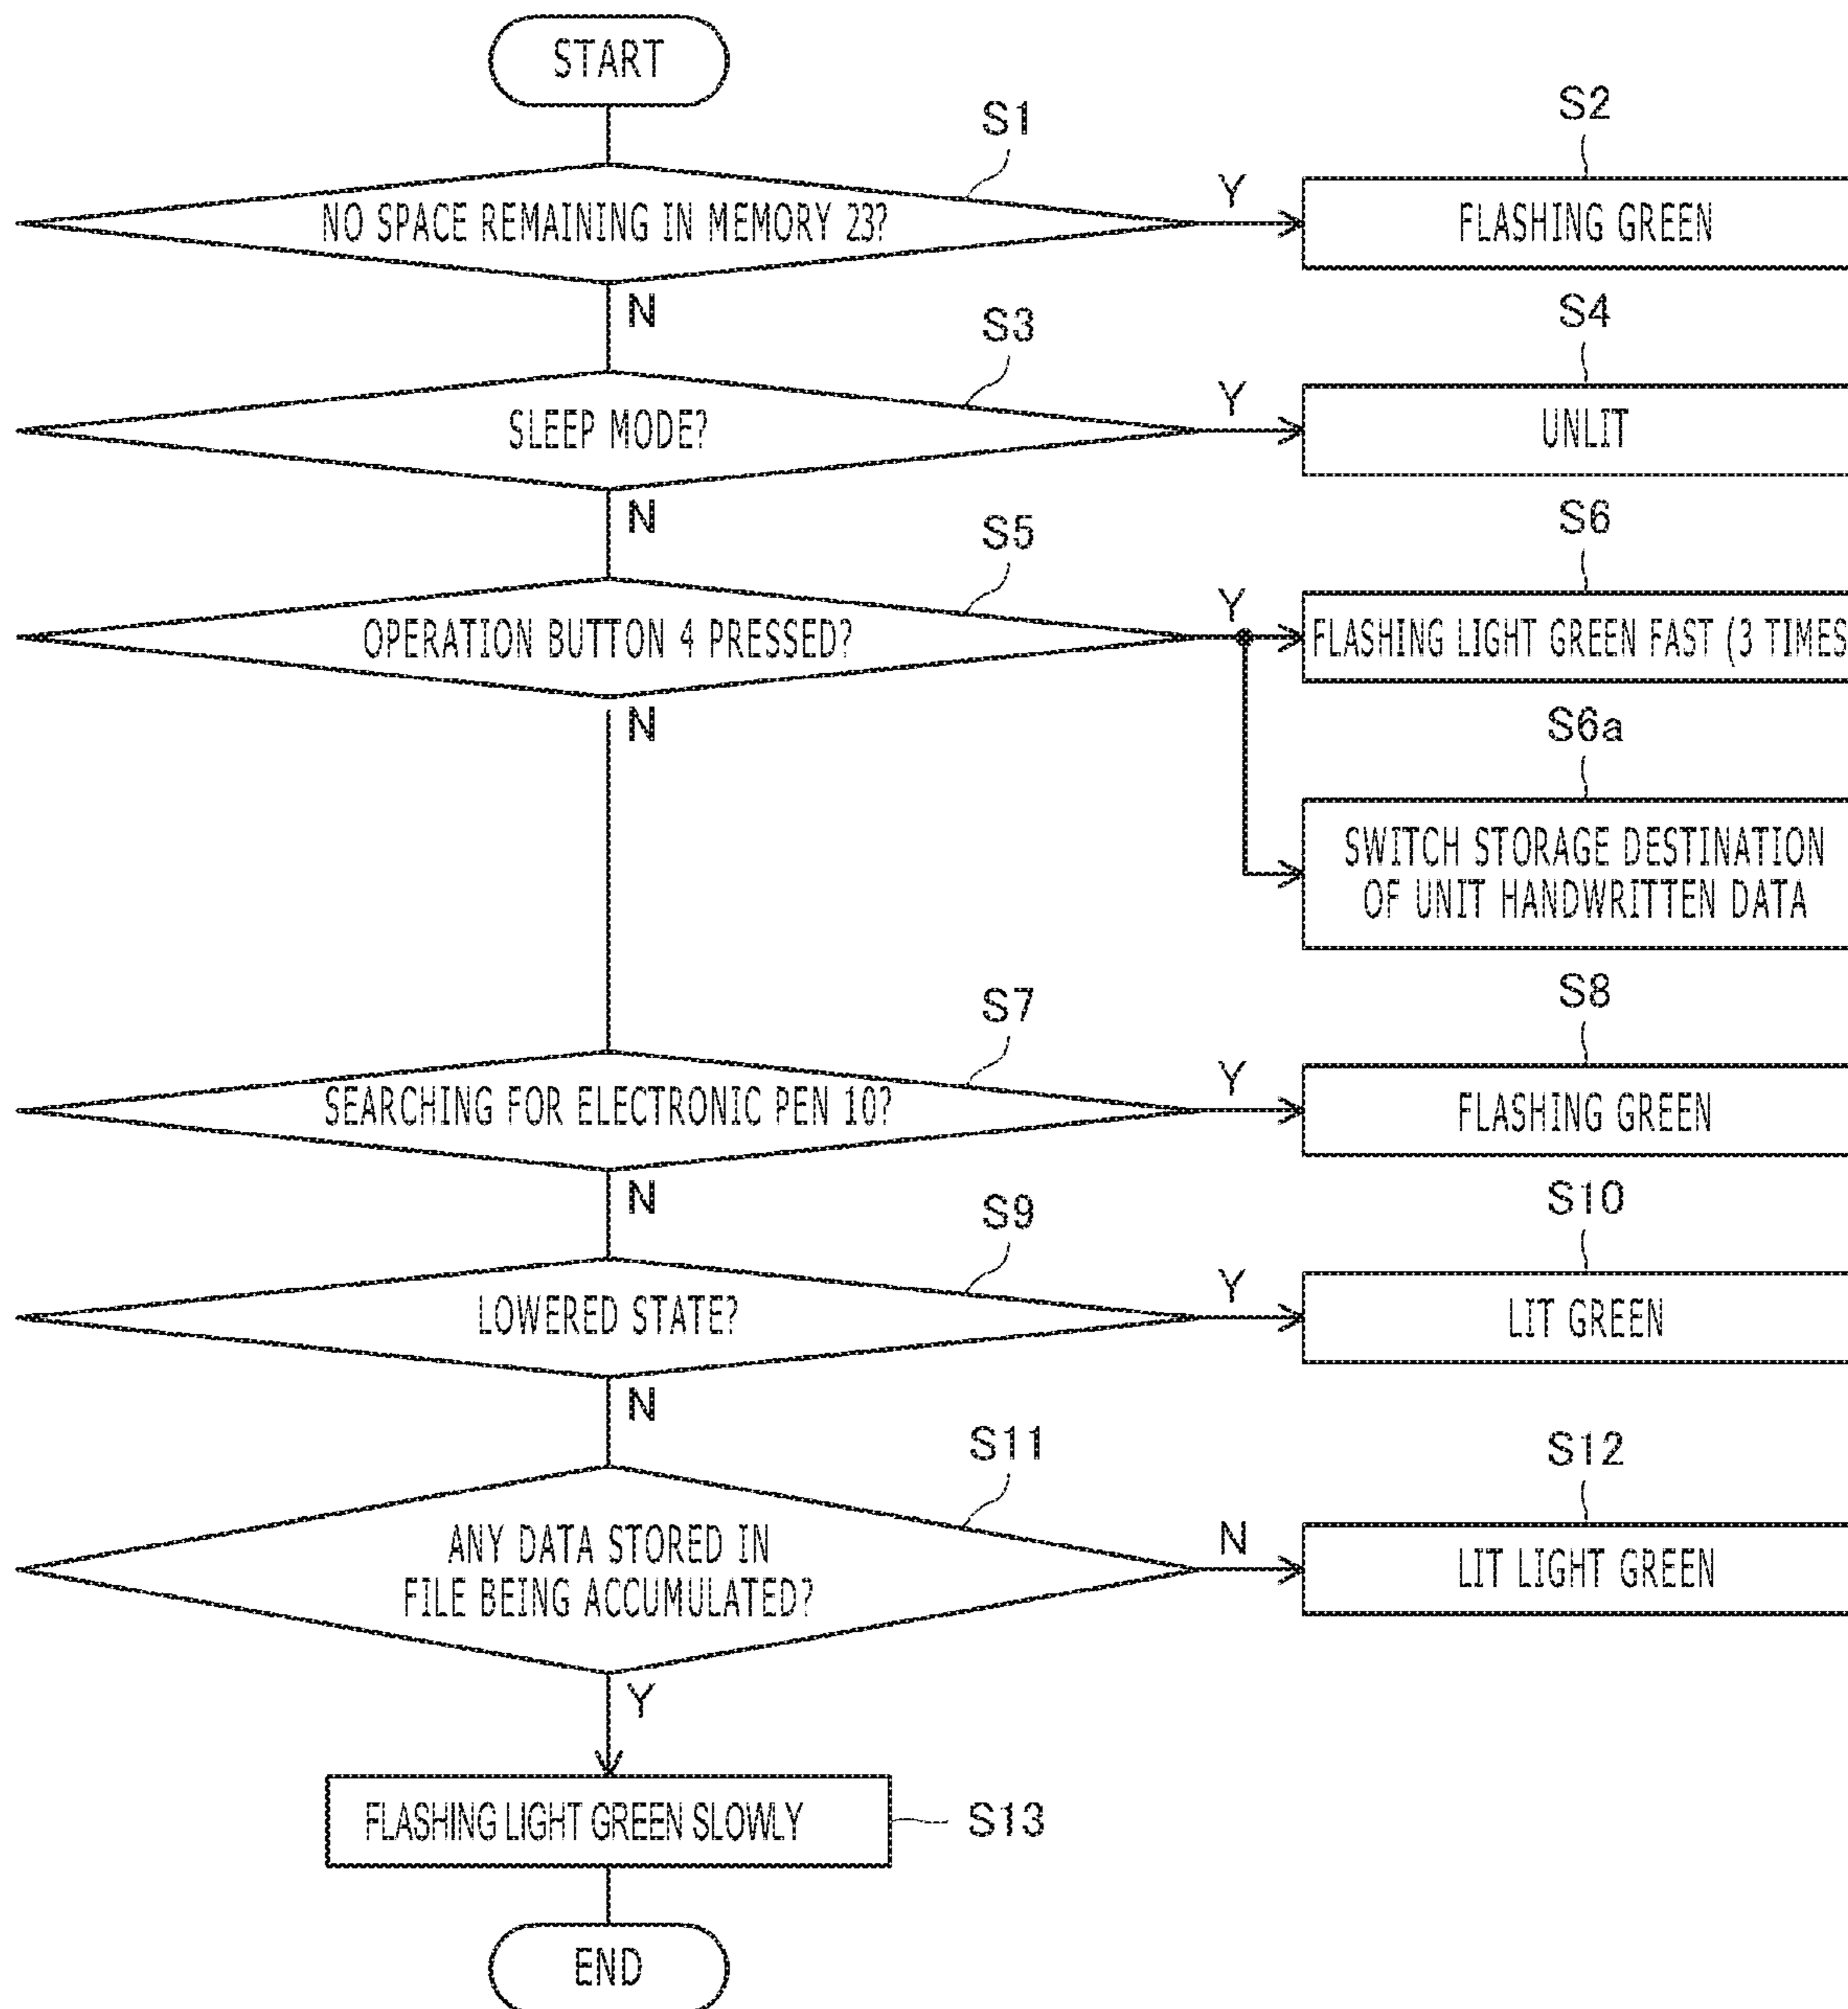 START
S1
S2
NO SPACE REMAINING IN MEMORY 23?
Y
FLASHING GREEN
N
S3
S4
SLEEP MODE?
Y
UNLIT
N
S5
S6
OPERATION BUTTON 4 PRESSED?
Y
FLASHING LIGHT GREEN FAST (3 TIMES
N
S6a
SWITCH STORAGE DESTINATION
OF UNIT HANDWRITTEN DATA
S7
S8
SEARCHING FOR ELECTRONIC PEN 10?
Y
FLASHING GREEN
N
S9
S10
LOWERED STATE?
Y
LIT GREEN
N
S11
S12
ANY DATA STORED IN
FILE BEING ACCUMULATED?
N
LIT LIGHT GREEN
Y
FLASHING LIGHT GREEN SLOWLY
S13
END